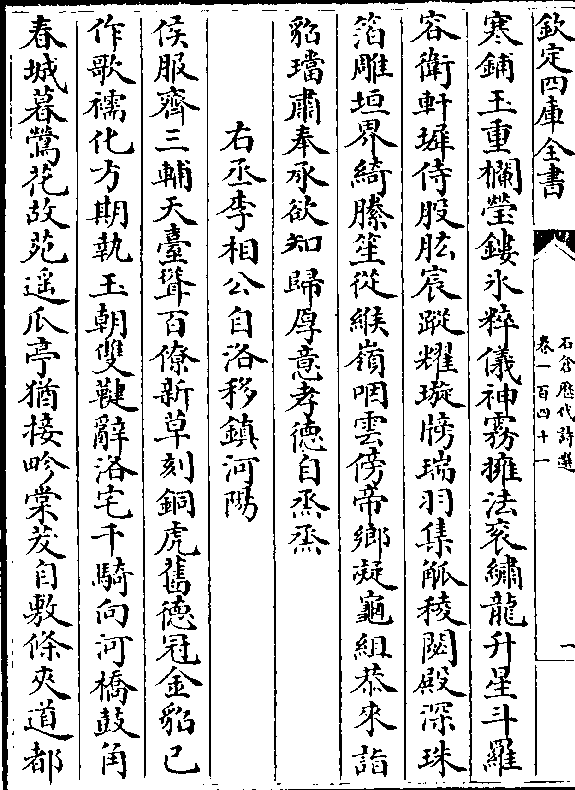 欽定四庫全書
石倉歷代詩選
卷一百四十一
一
寒鋪玉重欄瑩鏤氷粹儀神霧擁法衮繡龍升星斗羅
容衛軒墀侍股肱宸蹤耀璇牓瑞羽集觚稜閟殿深珠
箔雕垣界綺縢笙從緱嶺咽雲傍帝鄉凝龜組恭來詣
貂璫肅奉承欲知歸厚意孝德自烝烝
右丞李相公自洛移鎮河陽
侯服齊三輔天臺聳百僚新草刻銅虎舊德冠金貂已
作歌襦化方期執玉朝雙鞬辭洛宅千騎向河橋鼓角
春城暮鶯花故苑遥瓜亭猶接畛棠茇自敷條夾道都